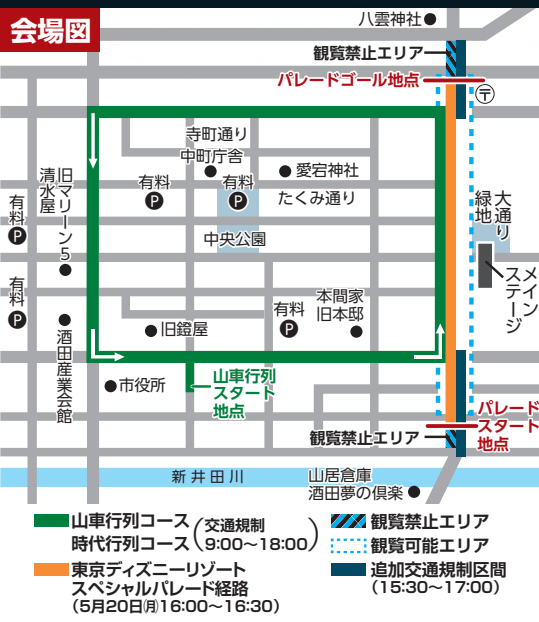 会場図
八雲神社
観覧禁止エリア
パレードゴール地点
〒
寺町通り
中町庁舎
愛宕神社
有料
P
有料
P
たくみ通り
中央公園
旧マリーン5
清水屋
有料
P
有料
P
大通り
緑地
メイン
ステージ
有料
P
本間家
旧本邸
旧鐙屋
酒田産業会館
市役所
山車行列
スタート
地点
パレード
スタート
地点
観覧禁止エリア
新井田川
山居倉庫
酒田夢の倶楽
山車行列コース
時代行列コース
(交通規制
9:00〜18:00)
東京ディズニーリゾート
スペシャルパレード経路
(5月20日㈪16:00〜16:30)
観覧禁止エリア
観覧可能エリア
追加交通規制区間
(15:30〜17:00)